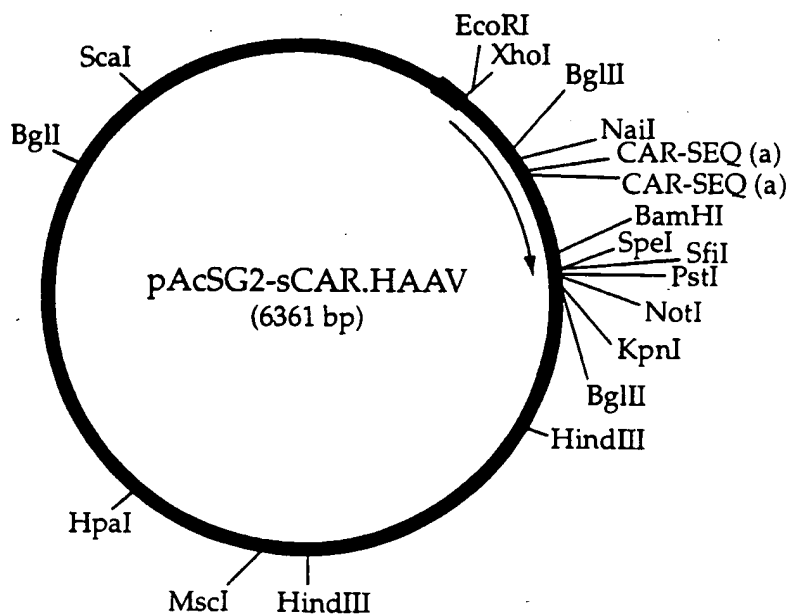 EcoRI
ScaI
XhoI
BglII
BglI
NaiI
CAR-SEQ (a)
CAR-SEQ (a)
BamHI
SpeI
SfiI
pAcSG2-sCAR.HAAV
PstI
(6361 bp)
NotI
KpnI
BglII
HindIII
HpaI
MscI
HindIII